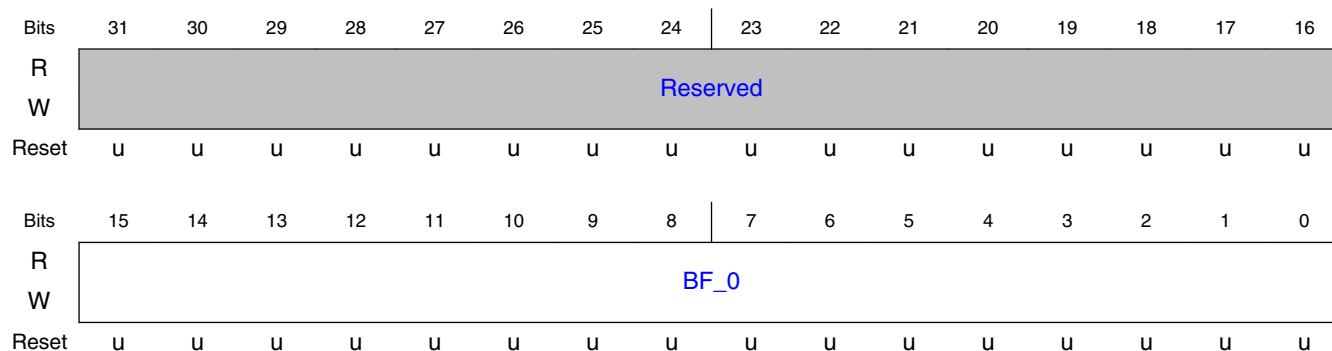 Bits 31 30 29 28 27 26 25 24 23 22 21 20 19 18 17 16
R
Reserved
W
Reset u u u u u u u u u u u u u u u u
Bits 15 14 13 12 11 10 9 8 7 6 5 4 3 2 1 0
R
BF_0
W
Reset u u u u u u u u u u u u u u u u